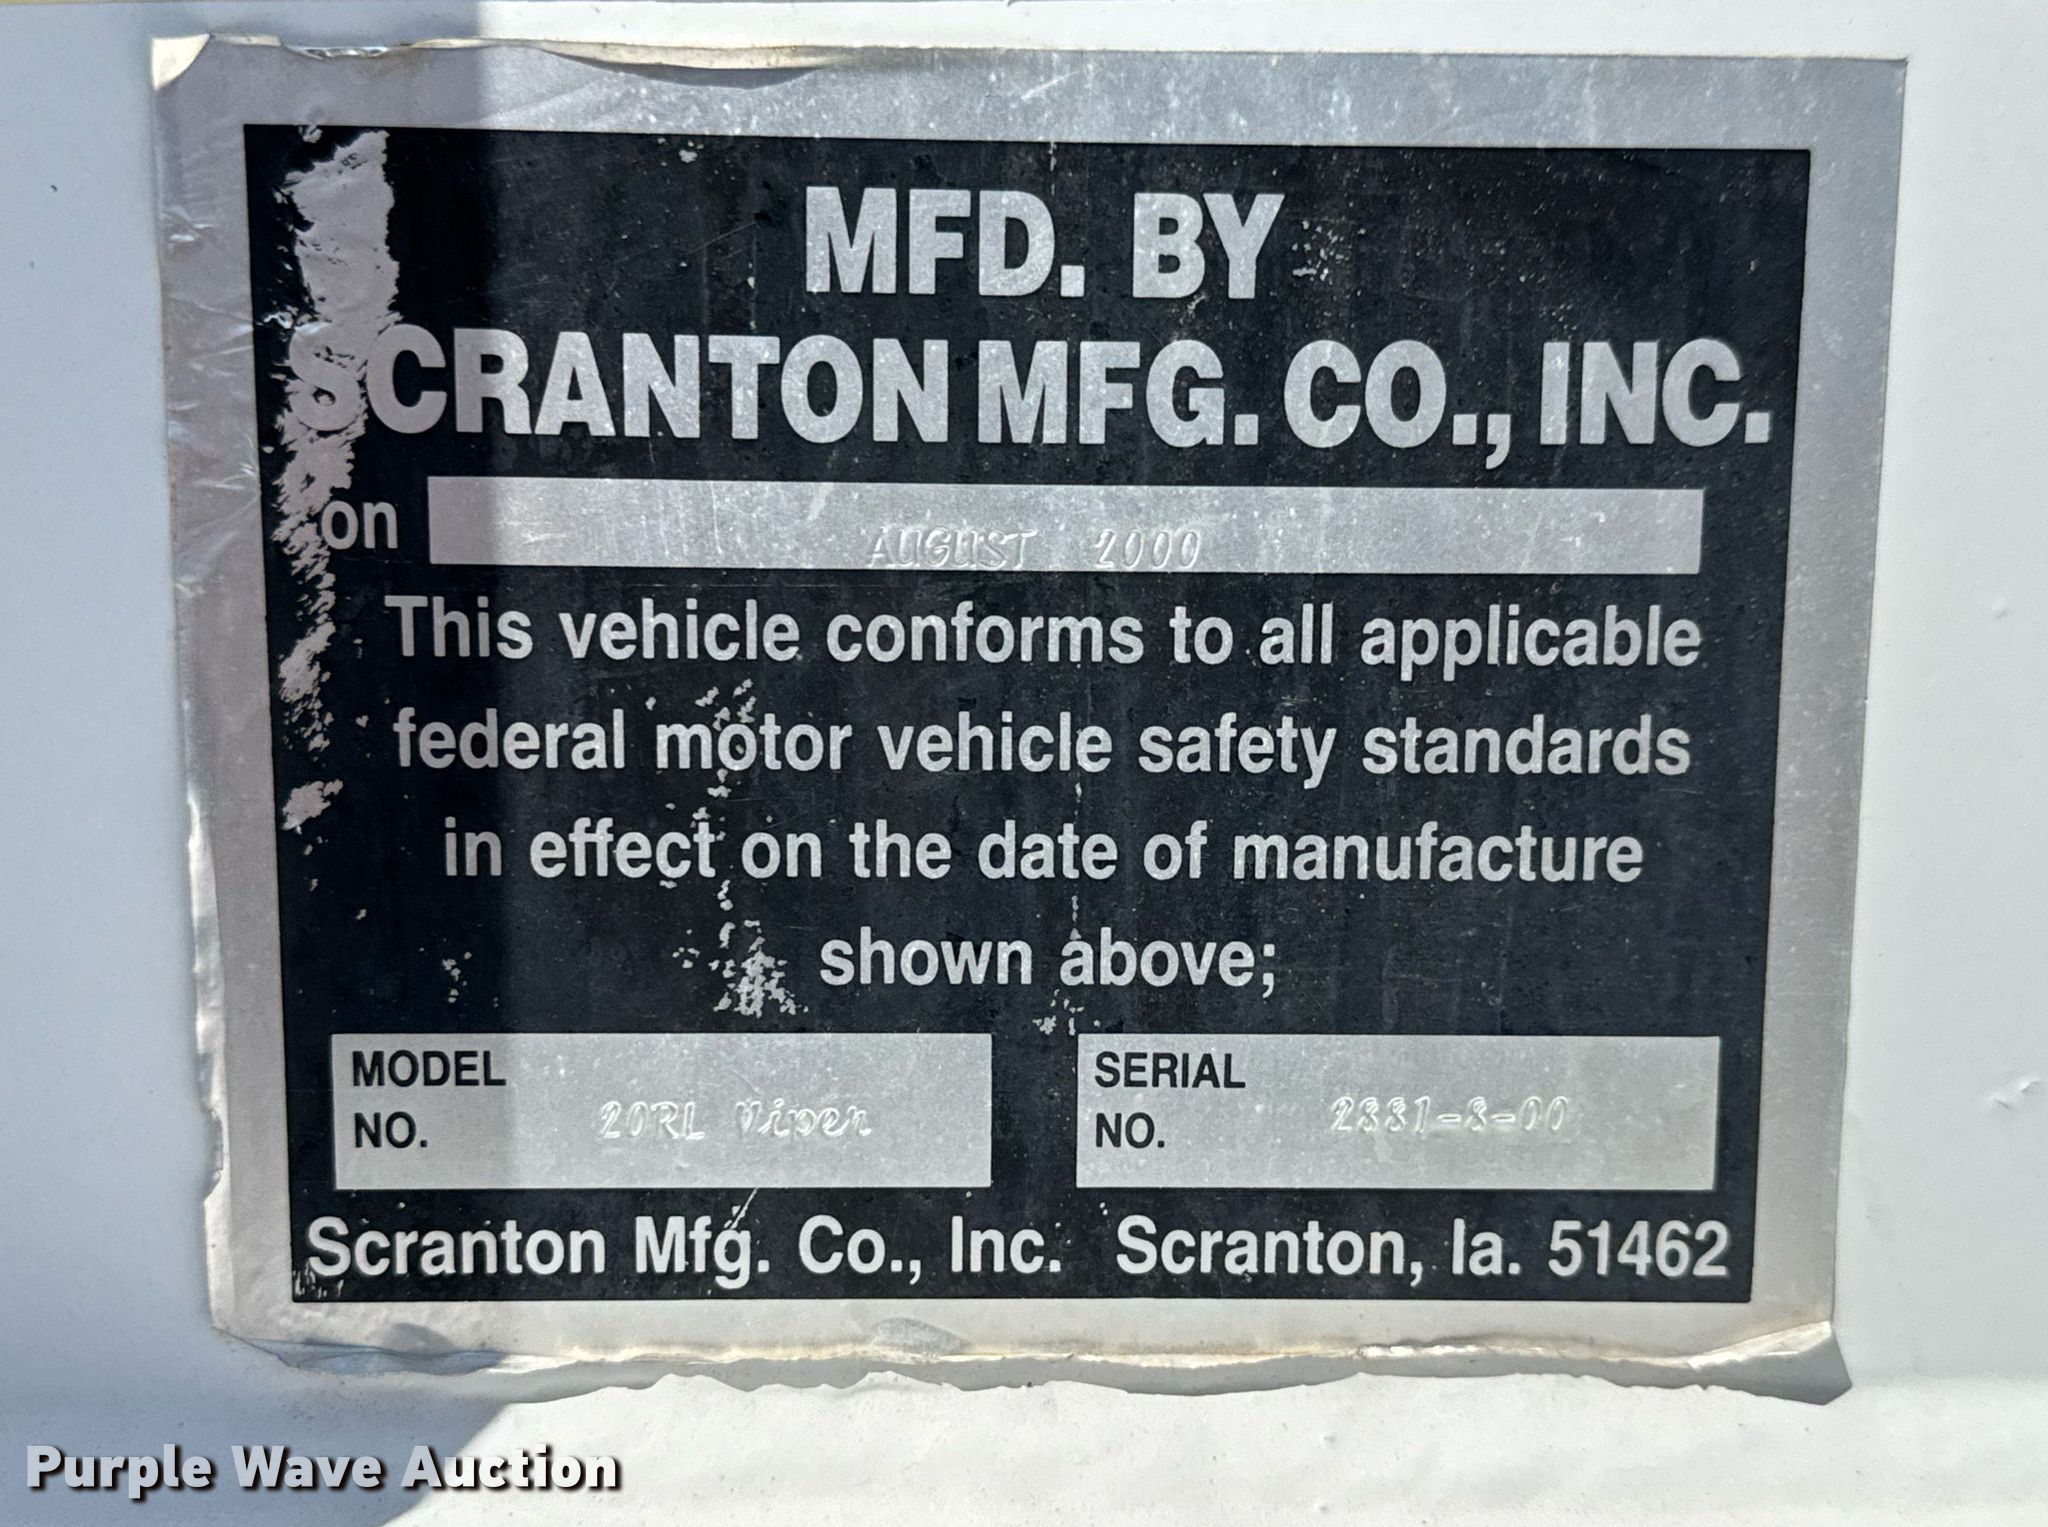 MFD. BY
SCRANTON MFG. CO., INC.
on AUGUST 2000
This vehicle conforms to all applicable
federal motor vehicle safety standards
in effect on the date of manufacture
shown above;
MODEL
NO. 20RL Viper
SERIAL
NO. 2881-8-00
Scranton Mfg. Co., Inc. Scranton, Ia. 51462
Purple Wave Auction